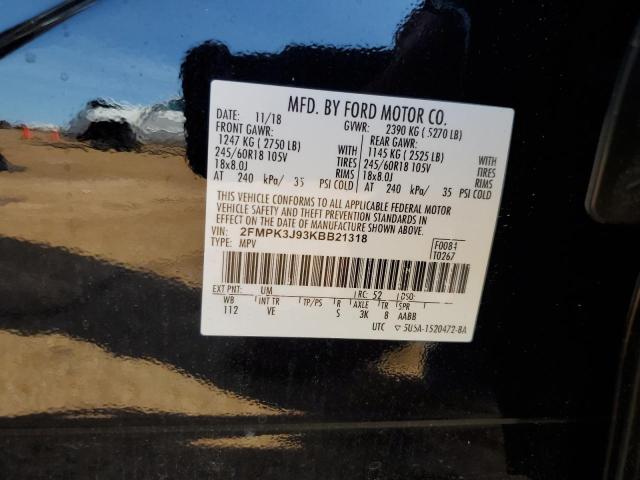 MFD. BY FORD MOTOR CO.
DATE: 11/18 GVWR: 2390 KG ( 5270 LB)
FRONT GAWR: REAR GAWR:
1247 KG ( 2750 LB) 1145 KG ( 2525 LB)
245/60R18 105V TIRES 245/60R18 105V TIRES
18x8.0J RIMS 18x8.0J RIMS
AT 240 kPa/ 35 PSI COLD AT 240 kPa/ 35 PSI COLD
THIS VEHICLE CONFORMS TO ALL APPLICABLE FEDERAL MOTOR
VEHICLE SAFETY AND THEFT PREVENTION STANDARDS IN
EFFECT ON THE DATE OF MANUFACTURE SHOWN ABOVE.
VIN: 2FMPK3J93KBB21318
TYPE: MPV
F0084
T0267
EXT PNT: UM RC: 52 DSO:
WB INT TR TP/PS R AXLE TR SPR
112 VE S 3K 8 AABB
UTC ▽ 5U5A-1520472-BA